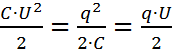 C·U²/2 = q²/2·C = q·U/2